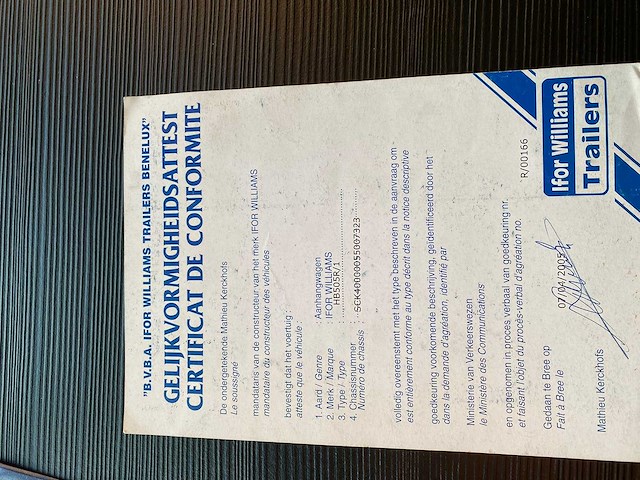 "B.V.B.A. IFOR WILLIAMS TRAILERS BENELUX"
GELIJKVORMIGHEIDSATTEST
CERTIFICAT DE CONFORMITE
De ondergetekende Mathieu Kerckhofs
Le soussigné
mandataris van de constructeur van het merk IFOR WILLIAMS
mandataire du constructeur des véhicules
bevestigt dat het voertuig :
atteste que le véhicule :
1. Aard / Genre : Aanhangwagen
2. Merk / Marque : IFOR WILLIAMS
3. Type / Type : HB505R/1
4. Chassisnummer : SCK40000055007323
Numéro de chassis
volledig overeenstemt met het type beschreven in de aanvraag om
est entièrement conforme au type décrit dans la notice descriptive
goedkeuring voorkomende beschrijving, geïdentificeerd door het
dans la demande d'agréation, identifié par
Ministerie van Verkeerswezen
le Ministère des Communications
en opgenomen in proces verbaal van goedkeuring nr. R/00166
et faisant l'objet du procès-verbal d'agréation no.
Gedaan te Bree op 07/04/2005
Fait à Bree le
Mathieu Kerckhofs
Ifor Williams
Trailers